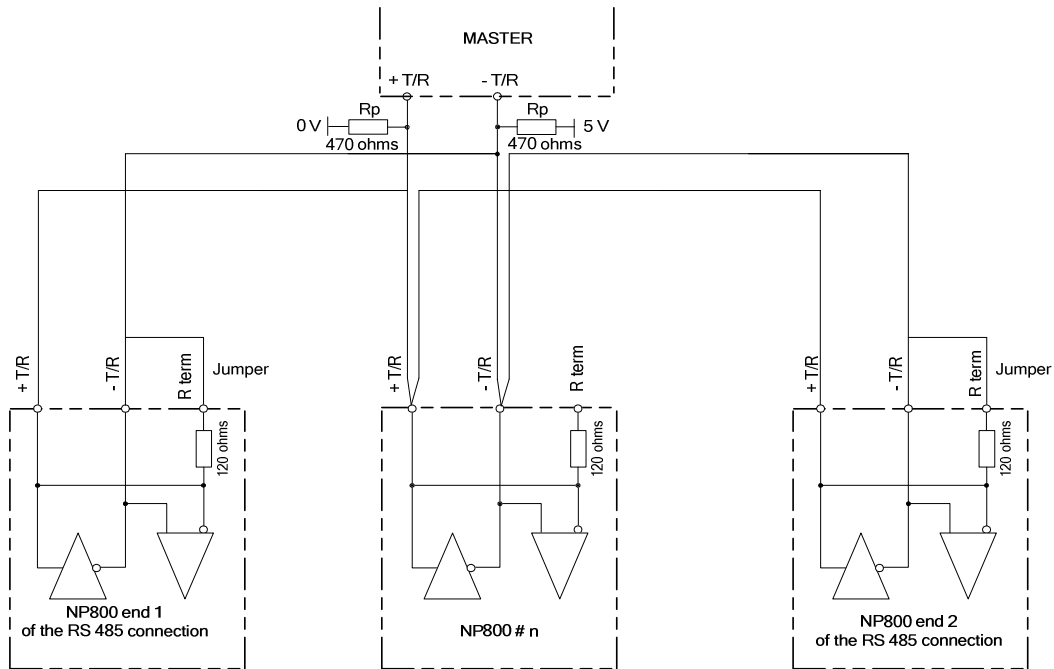 MASTER
+ T/R
- T/R
Rp
Rp
0 V
5 V
470 ohms
470 ohms
+ T/R
- T/R
R term
Jumper
+ T/R
- T/R
R term
+ T/R
- T/R
R term
Jumper
120 ohms
120 ohms
120 ohms
NP800 end 1
of the RS 485 connection
NP800 # n
NP800 end 2
of the RS 485 connection